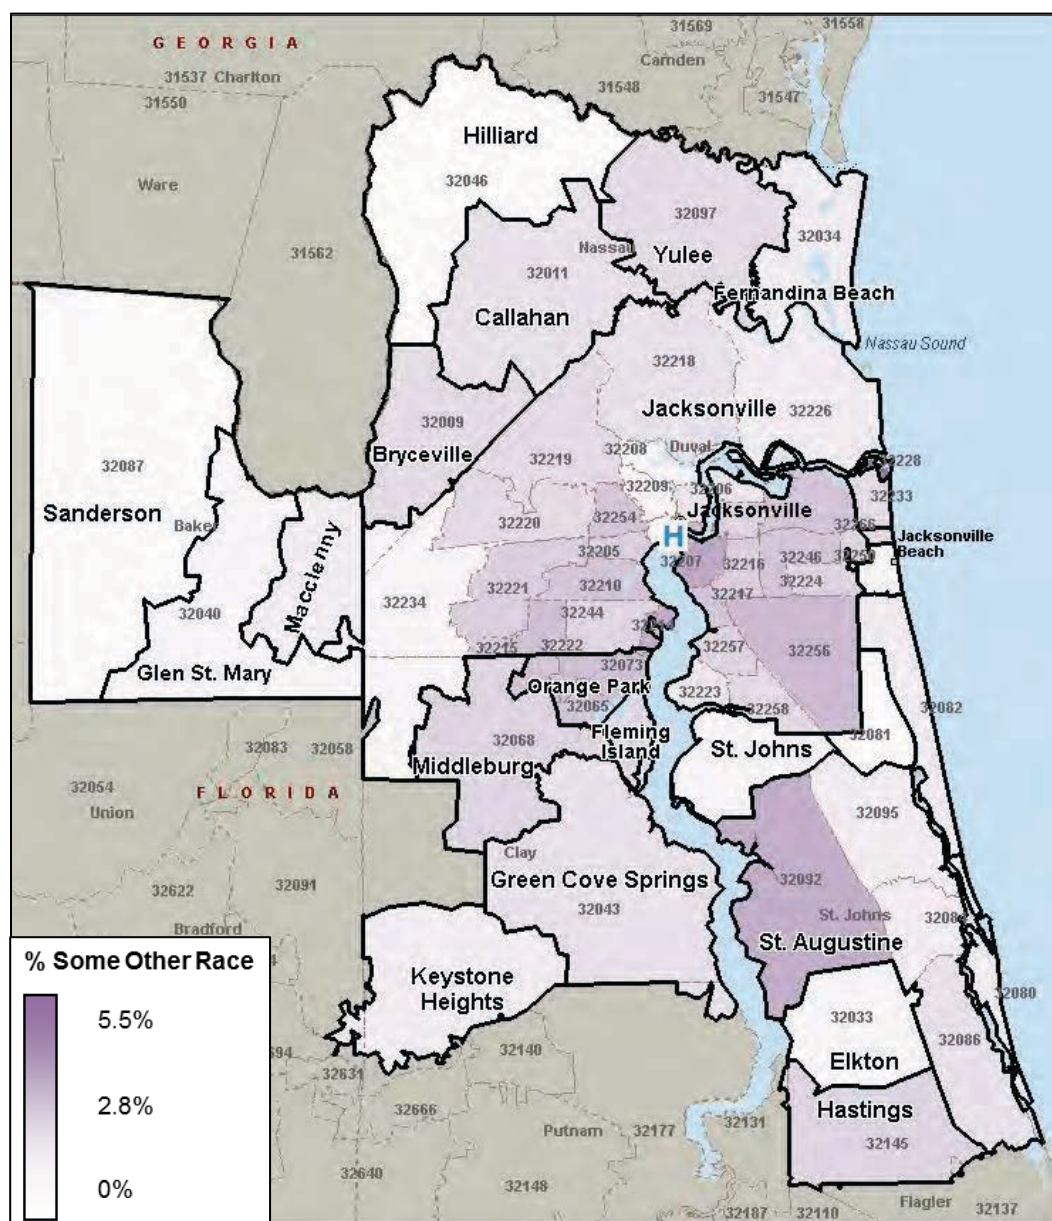 GEORGIA
31569
31558
Camden
31537 Charlton
31550
31548
31547
Hilliard
32046
Ware
32097
32034
Nassau
Yulee
31562
32011
Fernandina Beach
Callahan
Nassau Sound
32218
Jacksonville
32226
32009
Bryceville
32208
Duval
32087
32219
32228
Sanderson
32209
32206
32233
Baker
32220
32254
Jacksonville
32266
H
Jacksonville
Beach
32205
32207
32216
32246
32250
Macclenny
32221
32210
32224
32217
32040
32234
32244
32215
32222
32257
32256
Glen St. Mary
32073
Orange Park
32065
32223
32258
32082
32083
32058
32068
Fleming
Island
St. Johns
32081
Middleburg
32054
Union
FLORIDA
32095
Clay
Green Cove Springs
32092
32622
32091
32043
St. Johns
32084
Bradford
St. Augustine
% Some Other Race
5.5%
2.8%
0%
Keystone
Heights
32080
32033
32086
Elkton
32140
32631
Hastings
32666
Putnam
32177
32131
32145
32640
32148
Flagler
32187
32110
32137